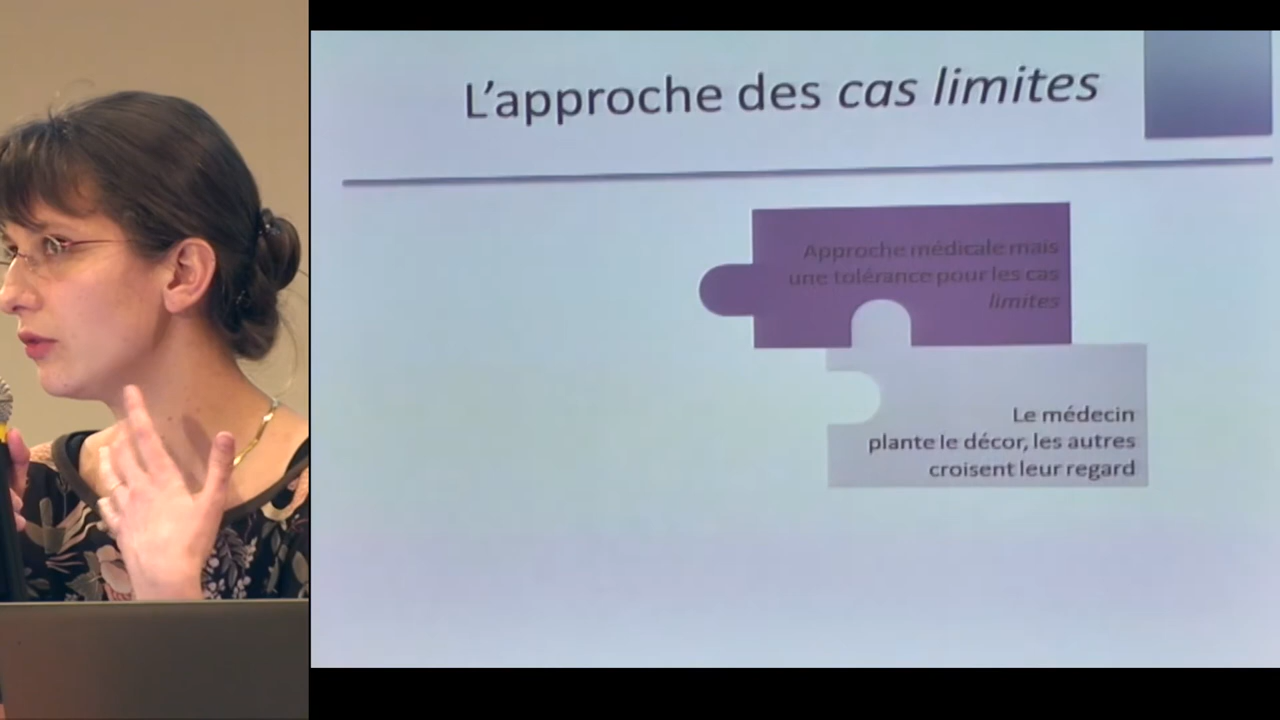 L'approche des cas limites
Approche médicale mais
une tolérance pour les cas
limites
Le médecin
plante le décor, les autres
croisent leur regard